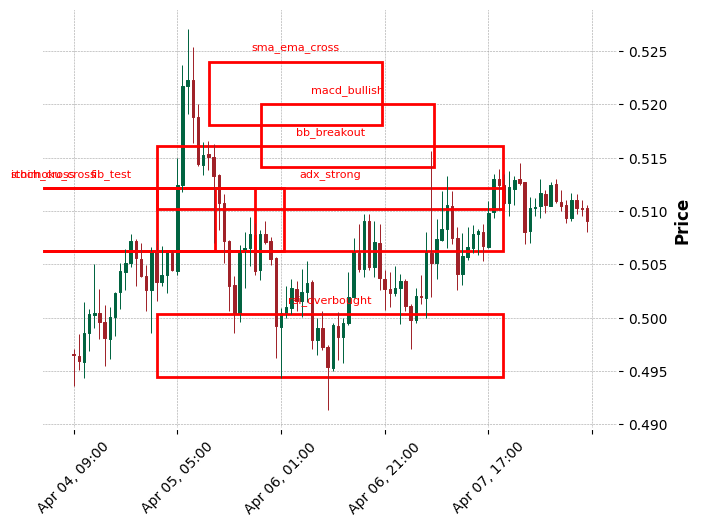 sma_ema_cross
macd_bullish
bb_breakout
fib_test
adx_strong
rsi_overbought
0.525
0.520
0.515
0.510
0.505
0.500
0.495
0.490
Price
Apr 04, 09:00
Apr 05, 05:00
Apr 06, 01:00
Apr 06, 21:00
Apr 07, 17:00